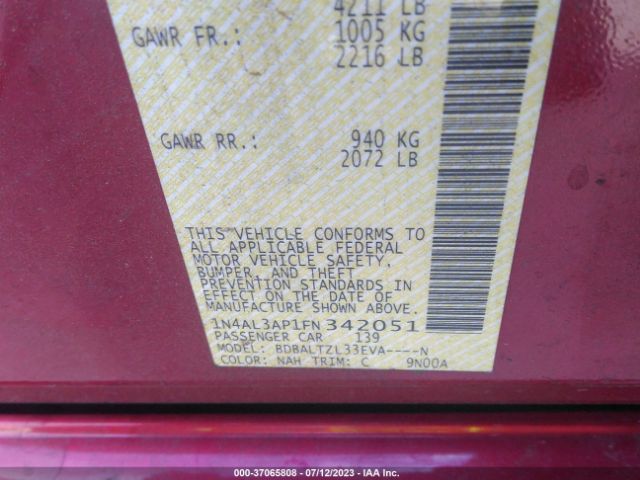 4211 LB
GAWR FR.: 1005 KG
2216 LB
GAWR RR.: 940 KG
2072 LB
THIS VEHICLE CONFORMS TO
ALL APPLICABLE FEDERAL
MOTOR VEHICLE SAFETY,
BUMPER, AND THEFT
PREVENTION STANDARDS IN
EFFECT ON THE DATE OF
MANUFACTURE SHOWN ABOVE.
1N4AL3AP1FN342051
PASSENGER CAR 139
MODEL: BDBALTZL33EVA----N
COLOR: NAH TRIM: C 9N00A
000-37065808 / 07/12/2023 / IAA Inc.